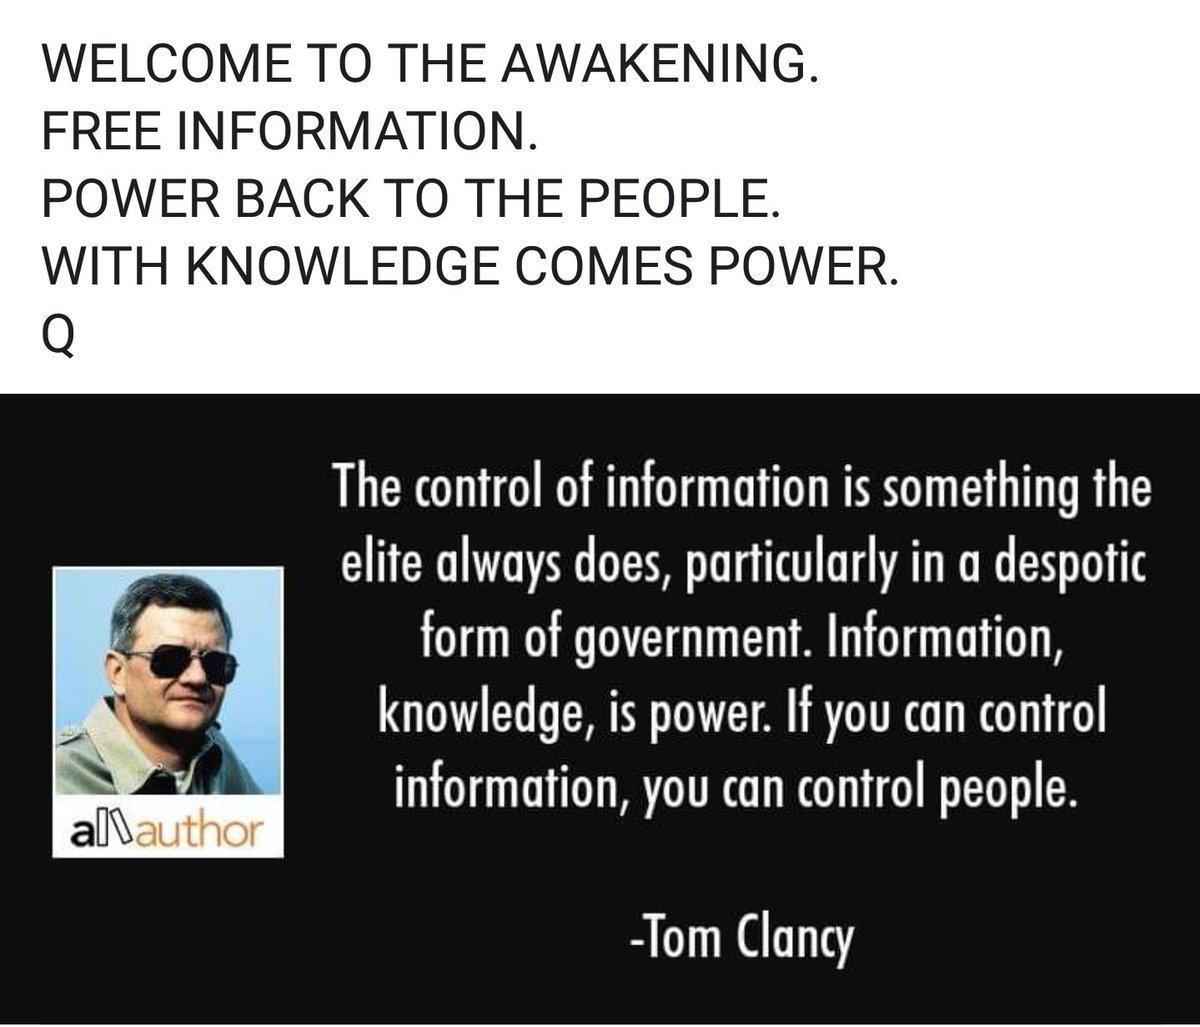 WELCOME TO THE AWAKENING.
FREE INFORMATION.
POWER BACK TO THE PEOPLE.
WITH KNOWLEDGE COMES POWER.
Q
The control of information is something the
elite always does, particularly in a despotic
form of government. Information,
knowledge, is power. If you can control
information, you can control people.
allauthor
-Tom Clancy